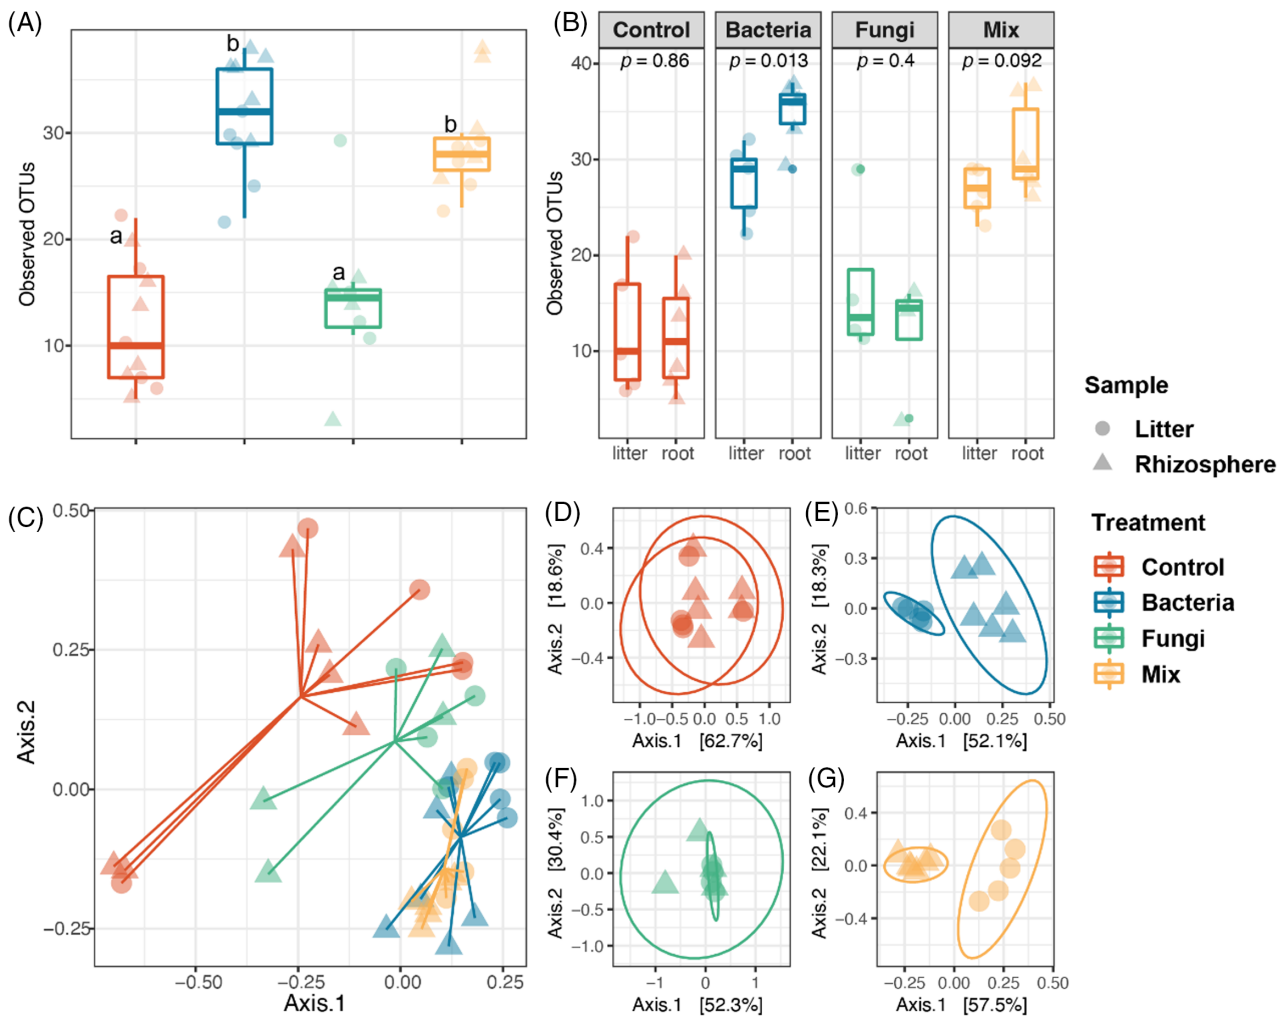 (A)
Observed OTUs
30
20
10
a
b
a
b
(B)
Control
Bacteria
Fungi
Mix
p = 0.86
p = 0.013
p = 0.4
p = 0.092
Observed OTUs
40
30
20
10
litter root
litter root
litter root
litter root
Sample
Litter
Rhizosphere
Treatment
Control
Bacteria
Fungi
Mix
(C)
Axis.2
0.50
0.25
0.00
−0.25
−0.50
−0.25
0.00
0.25
Axis.1
(D)
Axis.2 [18.6%]
0.4
0.0
−0.4
−1.0 −0.5 0.0 0.5 1.0
Axis.1 [62.7%]
(E)
Axis.2 [18.3%]
0.6
0.3
0.0
−0.3
−0.25 0.00 0.25 0.50
Axis.1 [52.1%]
(F)
Axis.2 [30.4%]
1.0
0.5
0.0
−0.5
−1.0
−1 0 1
Axis.1 [52.3%]
(G)
Axis.2 [22.1%]
0.4
0.0
−0.4
−0.25 0.00 0.25 0.50
Axis.1 [57.5%]